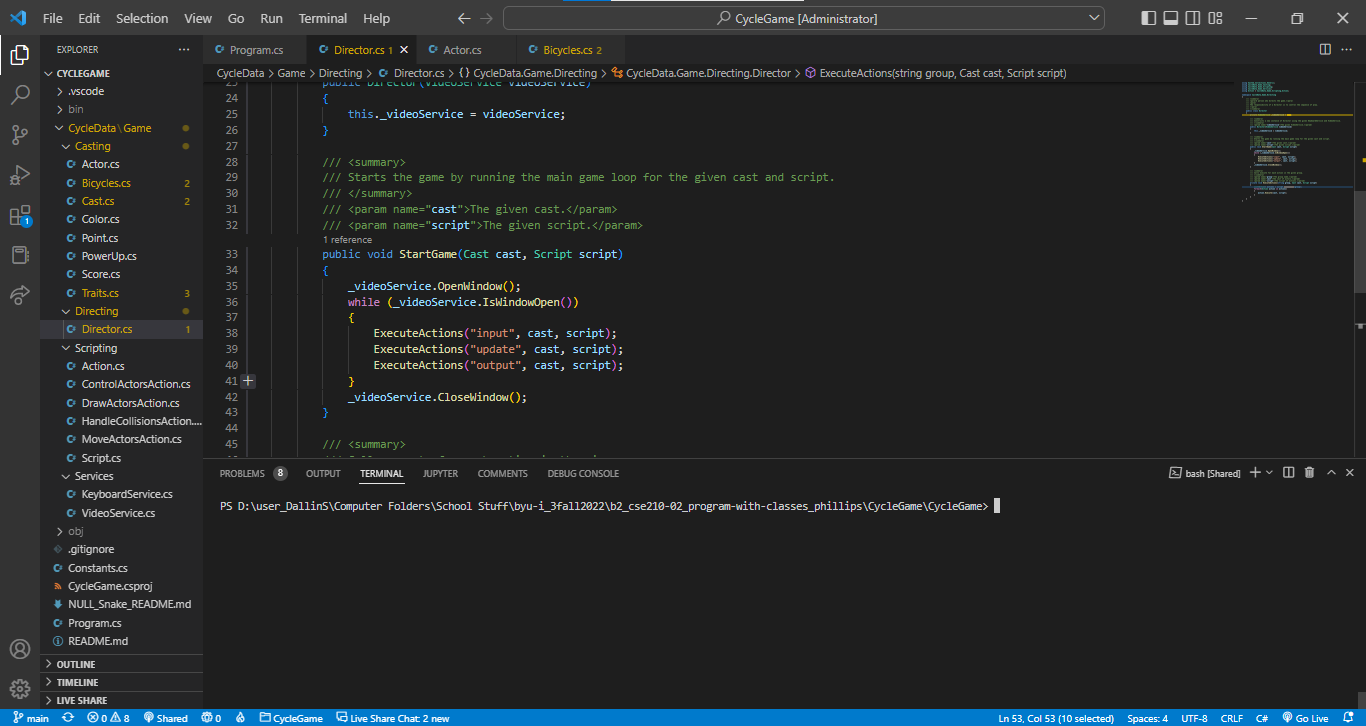 File Edit Selection View Go Run Terminal Help
CycleGame [Administrator]
EXPLORER
CYCLEGAME
.vscode
bin
CycleData \ Game
Casting
Actor.cs
Bicycles.cs 2
Cast.cs 2
Color.cs
Point.cs
PowerUp.cs
Score.cs
Traits.cs 3
Directing
Director.cs 1
Scripting
Action.cs
ControlActorsAction.cs
DrawActorsAction.cs
HandleCollisionsAction....
MoveActorsAction.cs
Script.cs
Services
KeyboardService.cs
VideoService.cs
obj
.gitignore
Constants.cs
CycleGame.csproj
NULL_Snake_README.md
Program.cs
README.md
OUTLINE
TIMELINE
LIVE SHARE
1
Program.cs Director.cs 1 Actor.cs Bicycles.cs 2
CycleData > Game > Directing > Director.cs > {} CycleData.Game.Directing > CycleData.Game.Directing.Director > ExecuteActions(string group, Cast cast, Script script)
23 public Director(VideoService videoService)
24 {
25 this._videoService = videoService;
26 }
27
28 /// <summary>
29 /// Starts the game by running the main game loop for the given cast and script.
30 /// </summary>
31 /// <param name="cast">The given cast.</param>
32 /// <param name="script">The given script.</param>
1 reference
33 public void StartGame(Cast cast, Script script)
34 {
35 _videoService.OpenWindow();
36 while (_videoService.IsWindowOpen())
37 {
38 ExecuteActions("input", cast, script);
39 ExecuteActions("update", cast, script);
40 ExecuteActions("output", cast, script);
41 }
42 _videoService.CloseWindow();
43 }
44
45 /// <summary>
PROBLEMS 8 OUTPUT TERMINAL JUPYTER COMMENTS DEBUG CONSOLE
bash [Shared]
PS D:\user_DallinS\Computer Folders\School Stuff\byu-i_3fall2022\b2_cse210-02_program-with-classes_phillips\CycleGame\CycleGame>
main 0 8 Shared 0 CycleGame Live Share Chat: 2 new
Ln 53, Col 53 (10 selected) Spaces: 4 UTF-8 CRLF C# Go Live